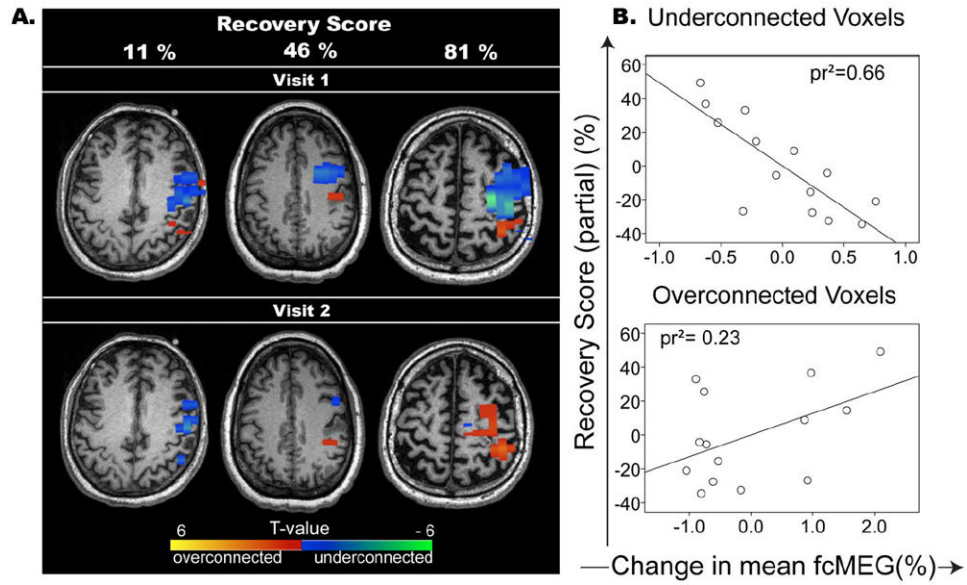 A.
Recovery Score
11 % 46 % 81 %
Visit 1
Visit 2
T-value
6 - 6
overconnected underconnected
B. Underconnected Voxels
pr²=0.66
60
40
20
0
-20
-40
-1.0 -0.5 0.0 0.5 1.0
Overconnected Voxels
pr²= 0.23
60
40
20
0
-20
-40
-1.0 0.0 1.0 2.0
Recovery Score (partial) (%)
Change in mean fcMEG(%)